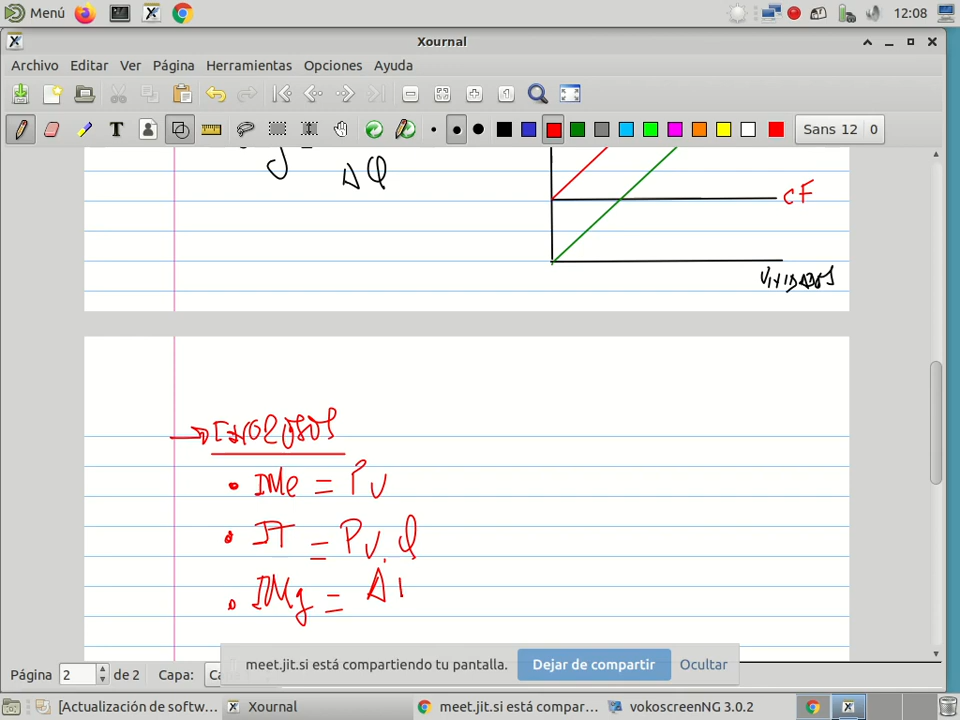 Menú 12:08
Xournal
Archivo Editar Ver Página Herramientas Opciones Ayuda
Sans 12 0
ΔQ
CF
→ INGRESOS
• IMe = Pv
• IT = Pv.Q
• IMg = ΔI
meet.jit.si está compartiendo tu pantalla. Dejar de compartir Ocultar
Página 2 de 2 Capa: Ca
[Actualización de softw... Xournal meet.jit.si está compar... vokoscreenNG 3.0.2